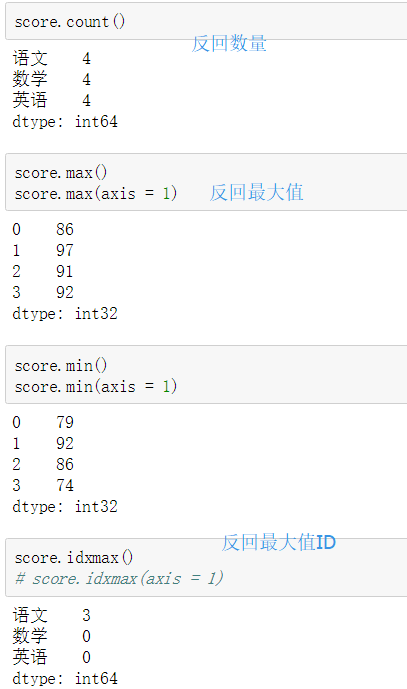 score.count()
反回数量
语文 4
数学 4
英语 4
dtype: int64
score.max()
score.max(axis = 1) 反回最大值
0 86
1 97
2 91
3 92
dtype: int32
score.min()
score.min(axis = 1)
0 79
1 92
2 86
3 74
dtype: int32
反回最大值ID
score.idxmax()
# score.idxmax(axis = 1)
语文 3
数学 0
英语 0
dtype: int64